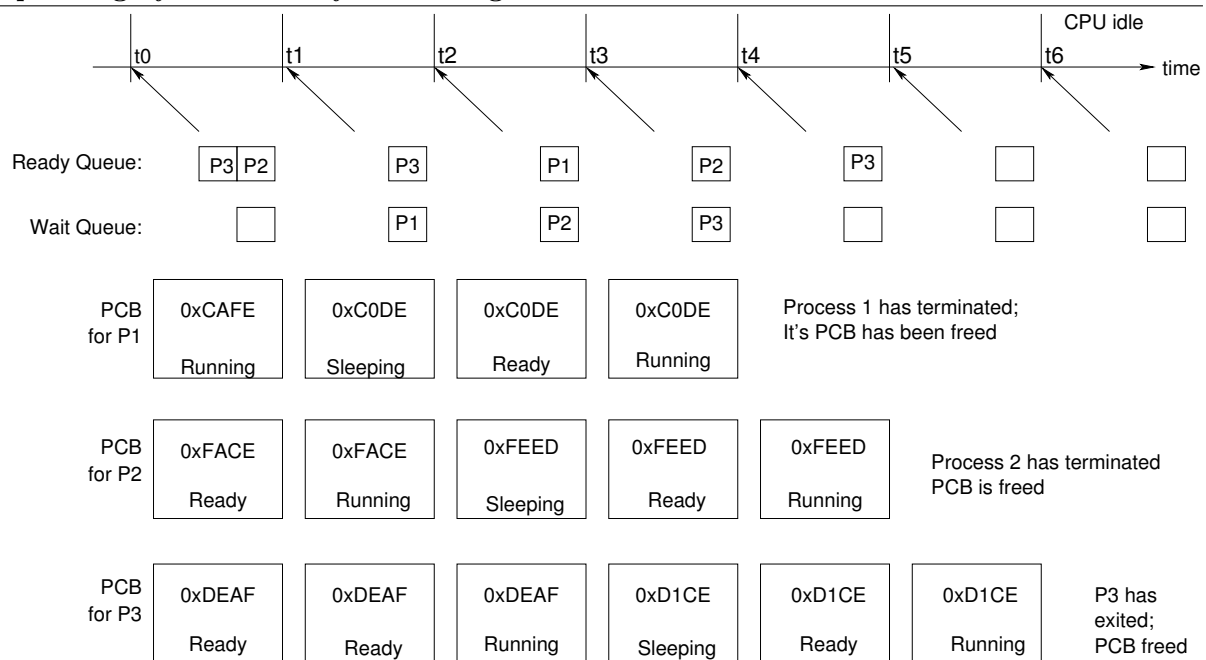 CPU idle
t0 t1 t2 t3 t4 t5 t6
time
Ready Queue: P3 P2 P3 P1 P2 P3
Wait Queue: P1 P2 P3
PCB
for P1
0xCAFE
Running
0xC0DE
Sleeping
0xC0DE
Ready
0xC0DE
Running
Process 1 has terminated;
It's PCB has been freed
PCB
for P2
0xFACE
Ready
0xFACE
Running
0xFEED
Sleeping
0xFEED
Ready
0xFEED
Running
Process 2 has terminated
PCB is freed
PCB
for P3
0xDEAF
Ready
0xDEAF
Ready
0xDEAF
Running
0xD1CE
Sleeping
0xD1CE
Ready
0xD1CE
Running
P3 has
exited;
PCB freed